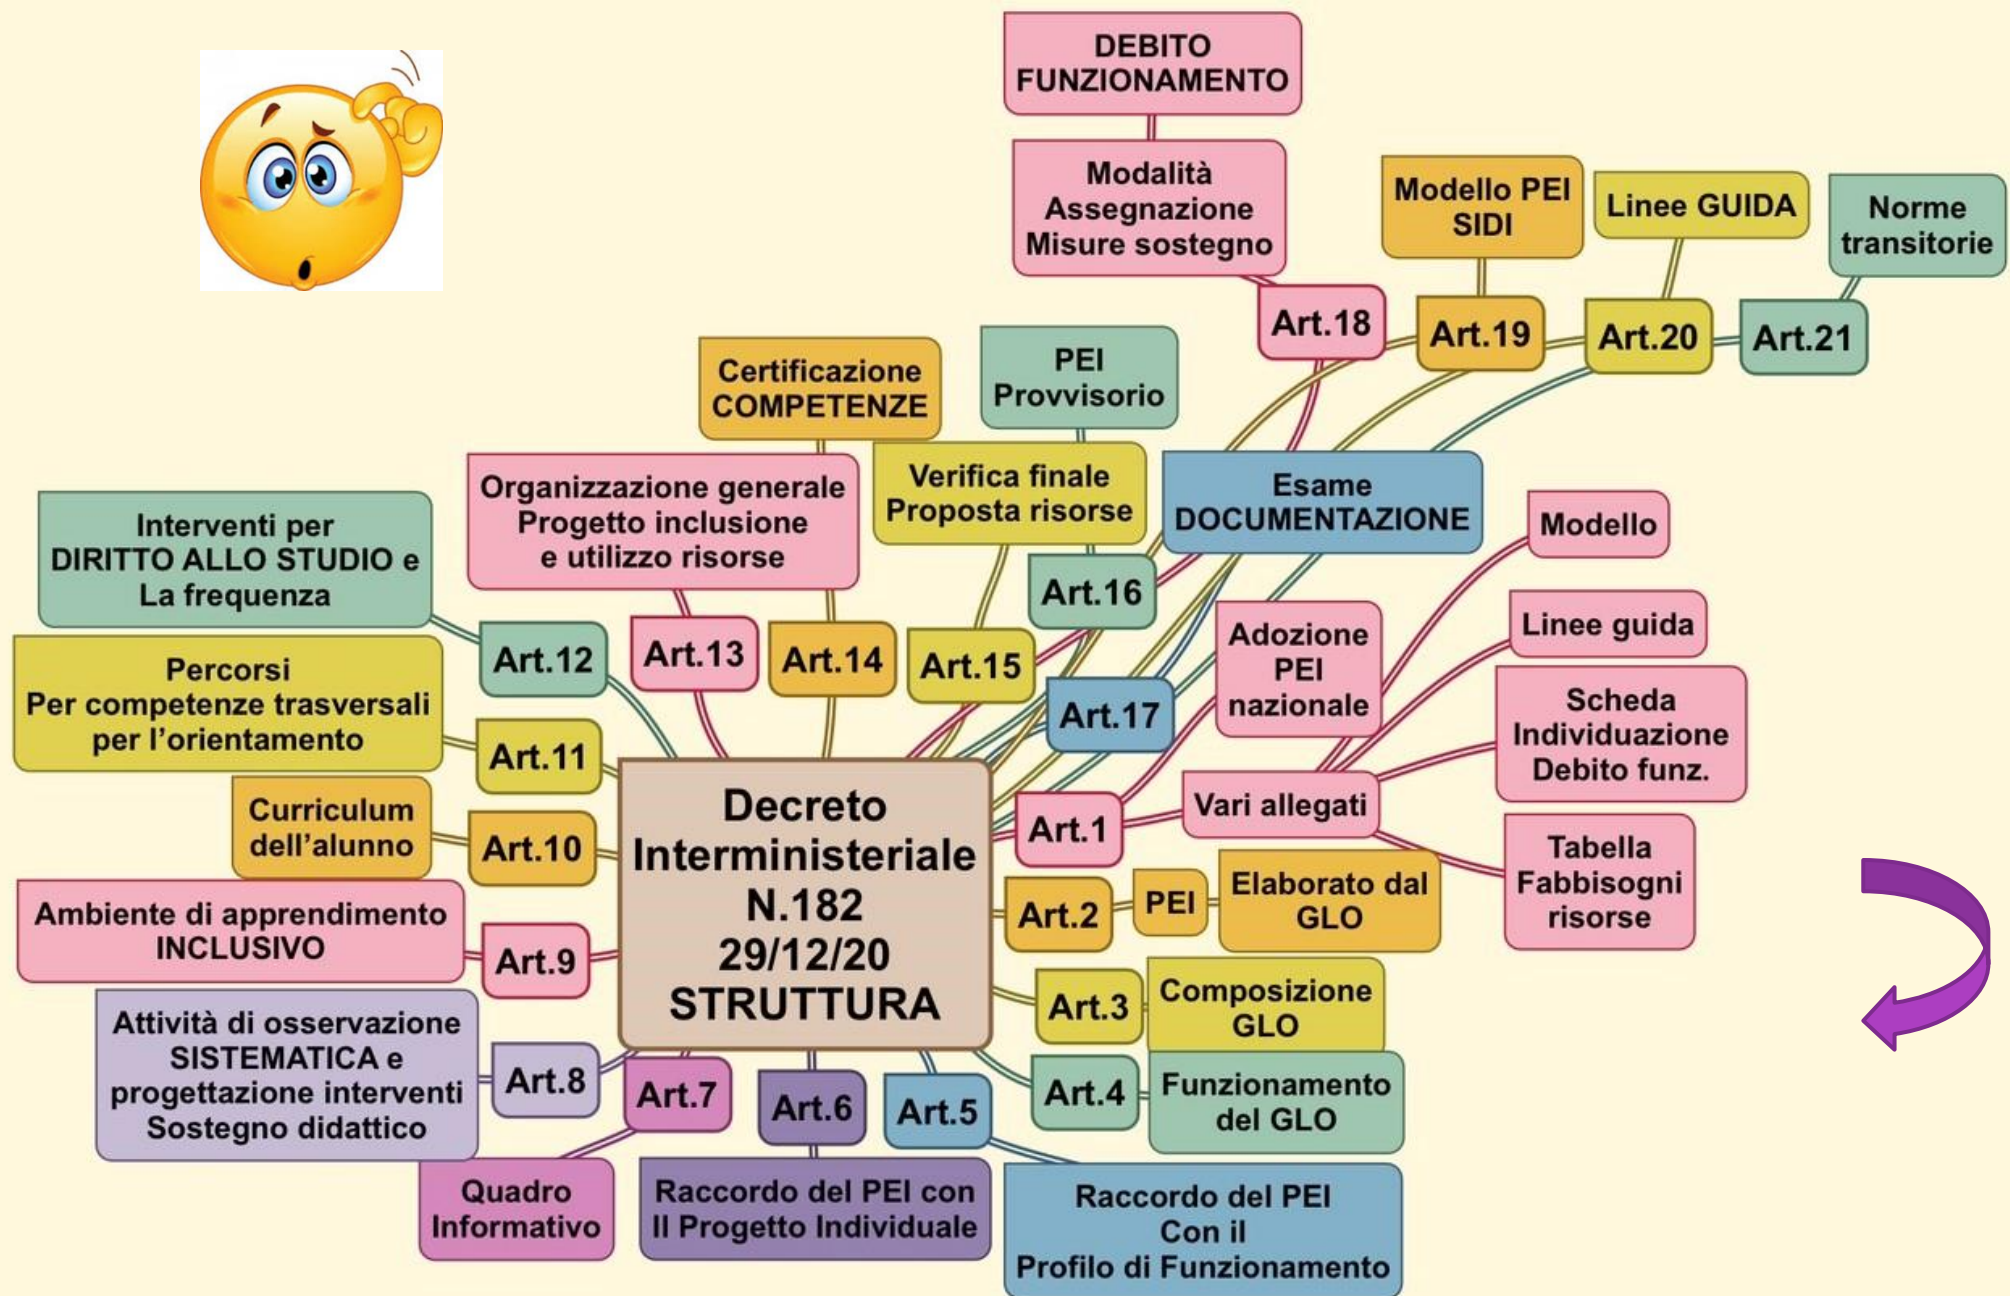 DEBITO
FUNZIONAMENTO
Modalità
Assegnazione
Misure sostegno
Art.18
Modello PEI
SIDI
Art.19
Linee GUIDA
Art.20
Norme
transitorie
Art.21
Certificazione
COMPETENZE
Art.14
PEI
Provvisorio
Art.16
Verifica finale
Proposta risorse
Art.15
Esame
DOCUMENTAZIONE
Art.17
Organizzazione generale
Progetto inclusione
e utilizzo risorse
Art.13
Interventi per
DIRITTO ALLO STUDIO e
La frequenza
Art.12
Percorsi
Per competenze trasversali
per l'orientamento
Art.11
Curriculum
dell'alunno
Art.10
Ambiente di apprendimento
INCLUSIVO
Art.9
Attività di osservazione
SISTEMATICA e
progettazione interventi
Sostegno didattico
Art.8
Decreto
Interministeriale
N.182
29/12/20
STRUTTURA
Art.1
Adozione
PEI
nazionale
Vari allegati
Modello
Linee guida
Scheda
Individuazione
Debito funz.
Tabella
Fabbisogni
risorse
Art.2
PEI
Elaborato dal
GLO
Art.3
Composizione
GLO
Art.4
Funzionamento
del GLO
Art.5
Raccordo del PEI
Con il
Profilo di Funzionamento
Art.6
Raccordo del PEI con
Il Progetto Individuale
Art.7
Quadro
Informativo